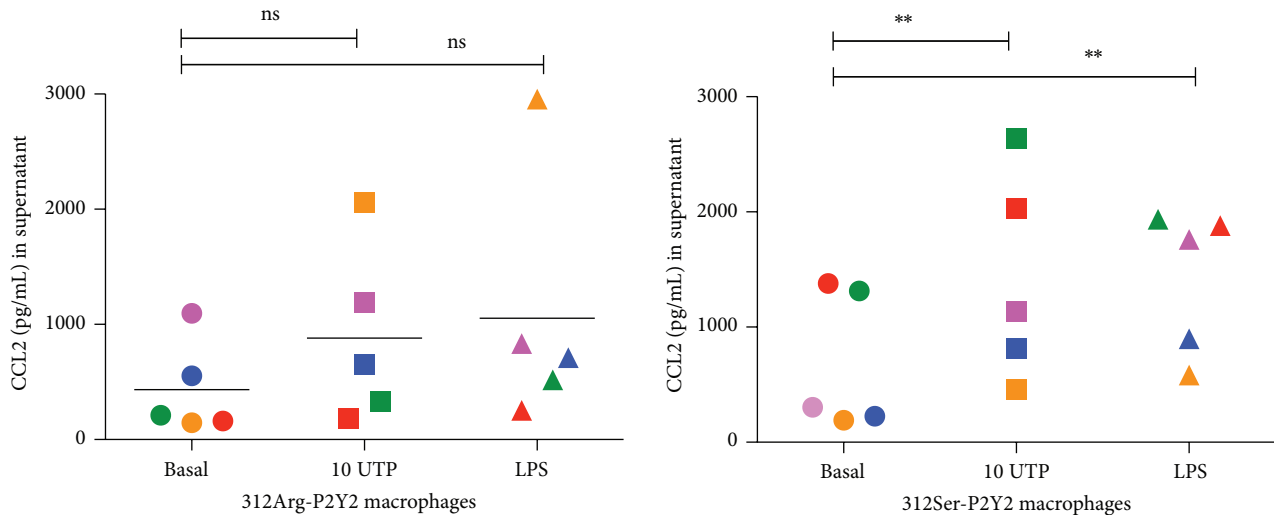 ns
ns
3000
2000
1000
0
CCL2 (pg/mL) in supernatant
Basal
10 UTP
LPS
312Arg-P2Y2 macrophages
**
**
3000
2000
1000
0
CCL2 (pg/mL) in supernatant
Basal
10 UTP
LPS
312Ser-P2Y2 macrophages